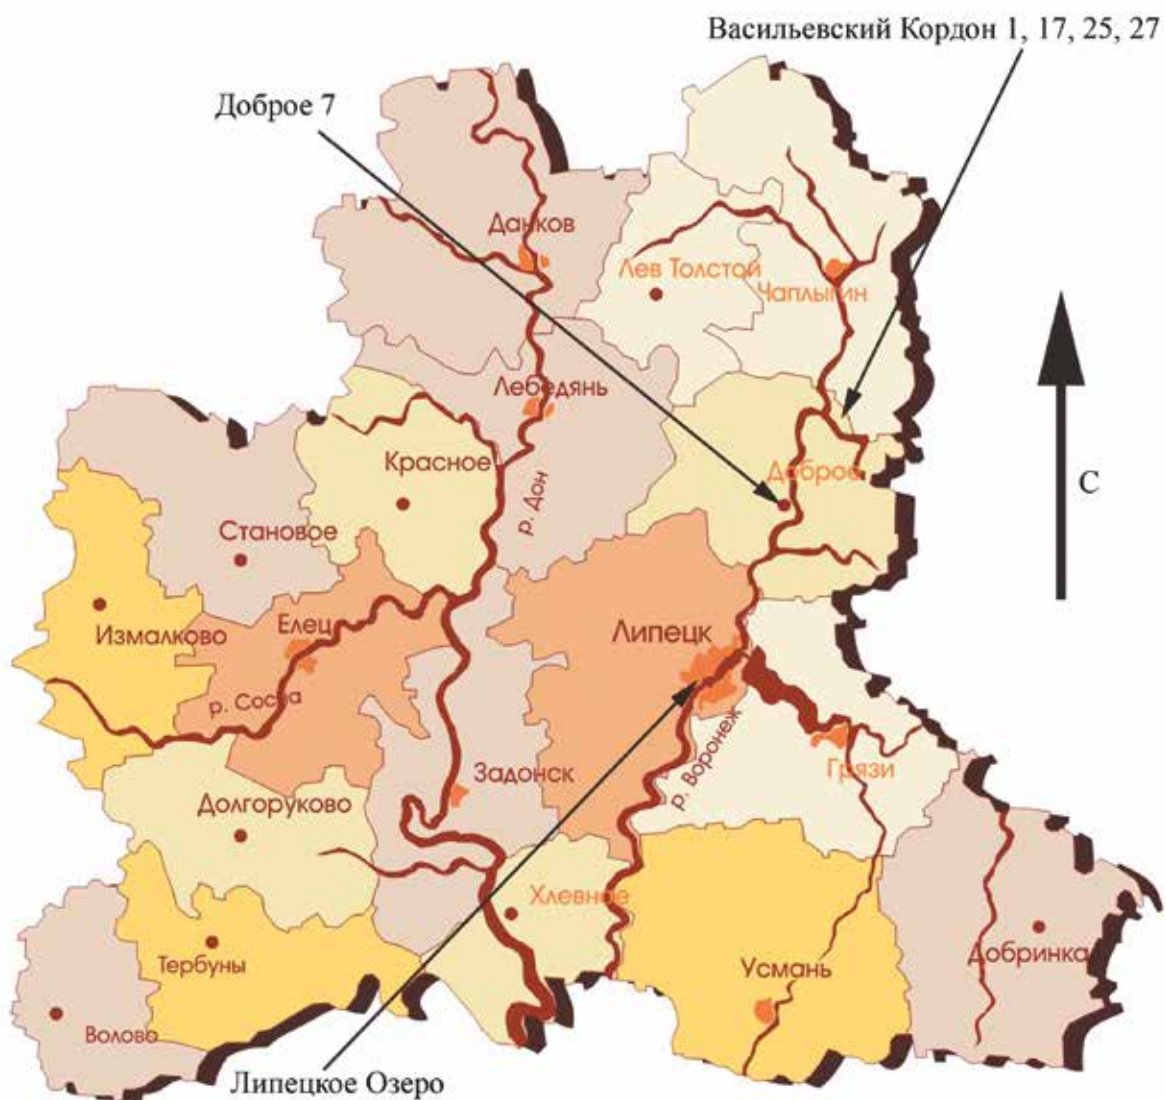 Васильевский Кордон 1, 17, 25, 27
Доброе 7
Данков
Лев Толстой
Чаплыгин
Лебедянь
Красное
Доброе
С
р. Дон
Становое
Измалково
Елец
Липецк
р. Сосна
р. Воронеж
Грязи
Задонск
Долгоруково
Хлевное
Тербуны
Усмань
Добринка
Волово
Липецкое Озеро